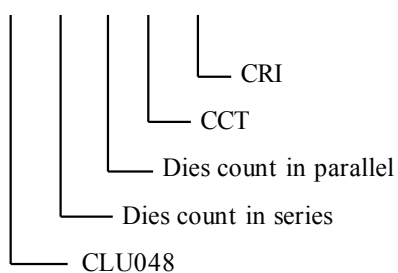 CRI
CCT
Dies count in parallel
Dies count in series
CLU048